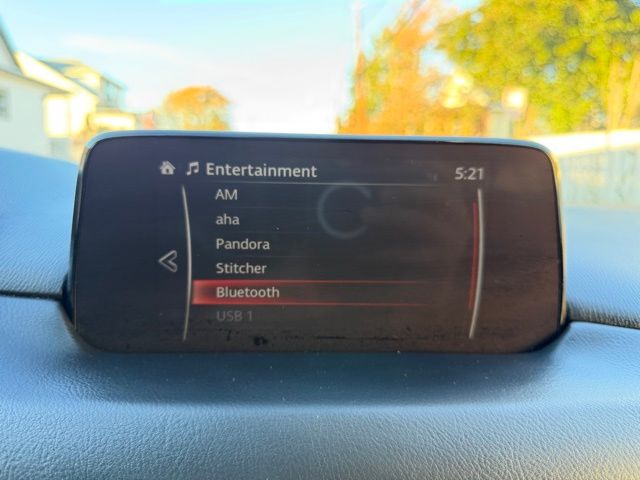 Entertainment 5:21
AM
aha
Pandora
Stitcher
Bluetooth
USB 1